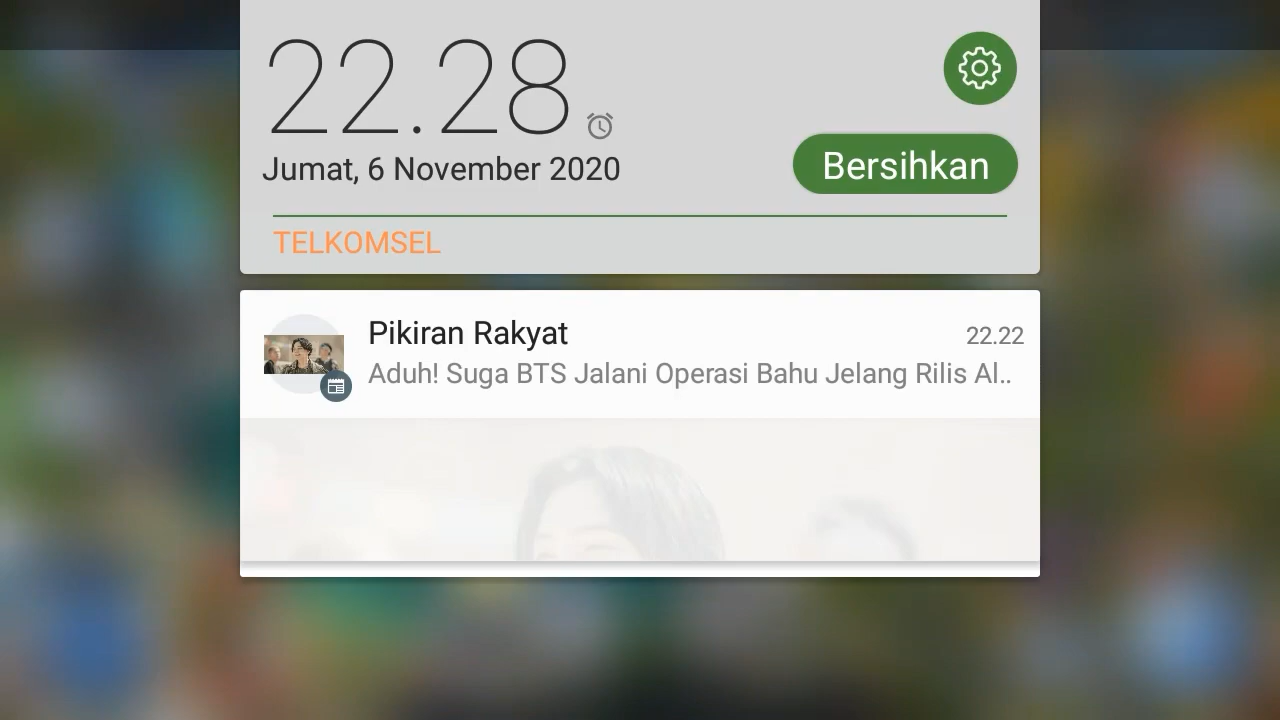 22.28
Jumat, 6 November 2020
Bersihkan
TELKOMSEL
Pikiran Rakyat
22.22
Aduh! Suga BTS Jalani Operasi Bahu Jelang Rilis Al..